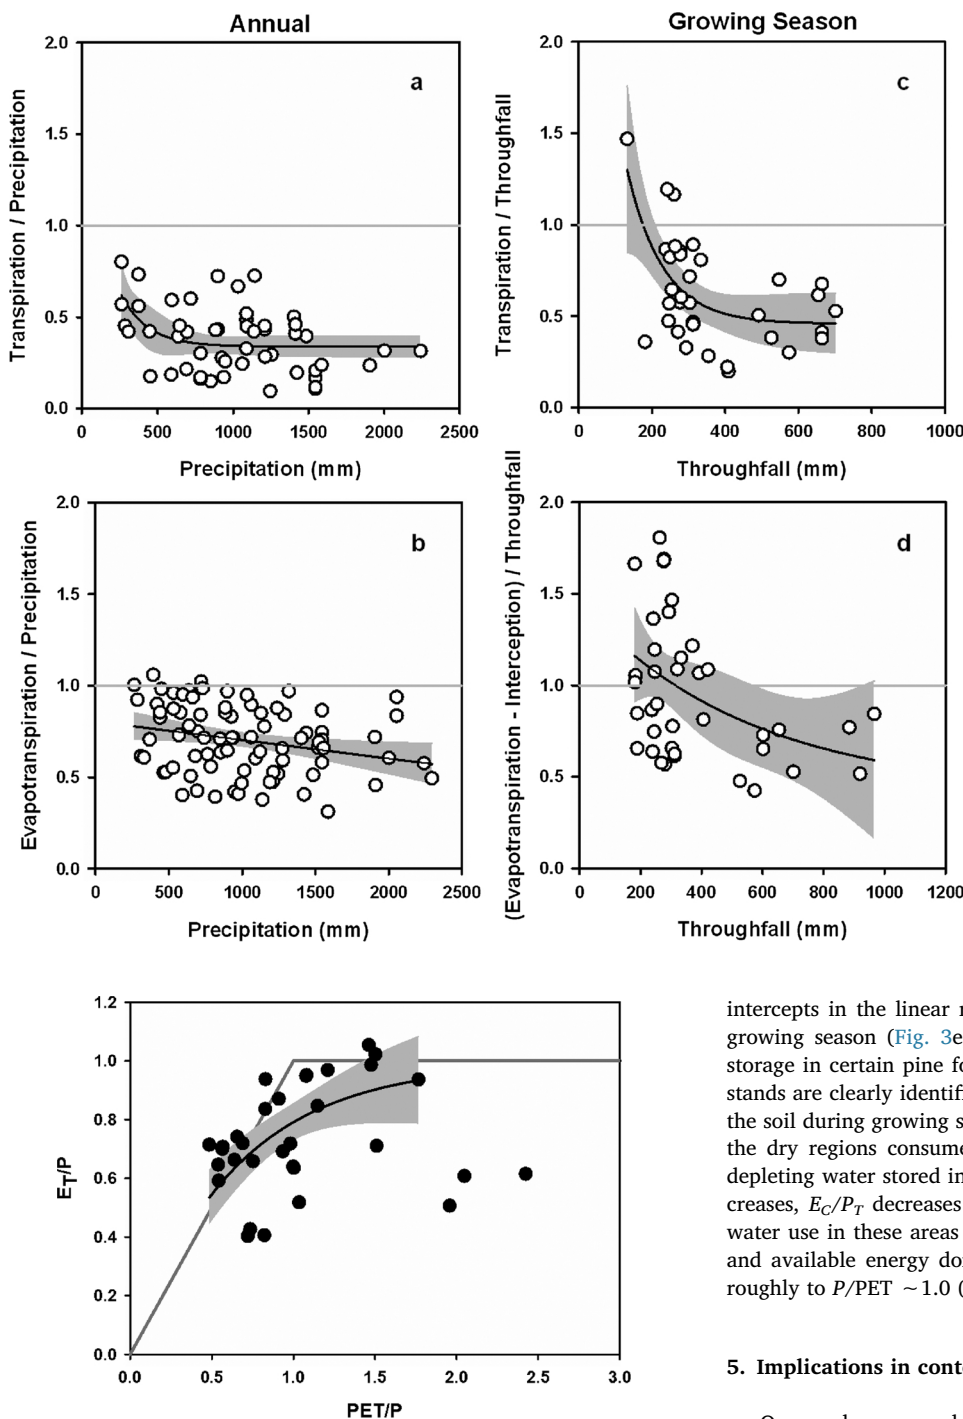 Annual
Growing Season
2.0
1.5
1.0
0.5
0.0
Transpiration / Precipitation
a
0 500 1000 1500 2000 2500
Precipitation (mm)
2.0
1.5
1.0
0.5
0.0
Transpiration / Throughfall
c
0 200 400 600 800 1000
Throughfall (mm)
2.0
1.5
1.0
0.5
0.0
Evapotranspiration / Precipitation
b
0 500 1000 1500 2000 2500
Precipitation (mm)
2.0
1.5
1.0
0.5
0.0
(Evapotranspiration - Interception) / Throughfall
d
0 200 400 600 800 1000 1200
Throughfall (mm)
1.2
1.0
0.8
0.6
0.4
0.2
0.0
E_T/P
0.0 0.5 1.0 1.5 2.0 2.5 3.0
PET/P
intercepts in the linear
growing season (Fig. 3e
storage in certain pine fo
stands are clearly identif
the soil during growing s
the dry regions consume
depleting water stored in
creases, E_C/P_T decreases
water use in these areas
and available energy do
roughly to P/PET ~1.0 (
5. Implications in cont